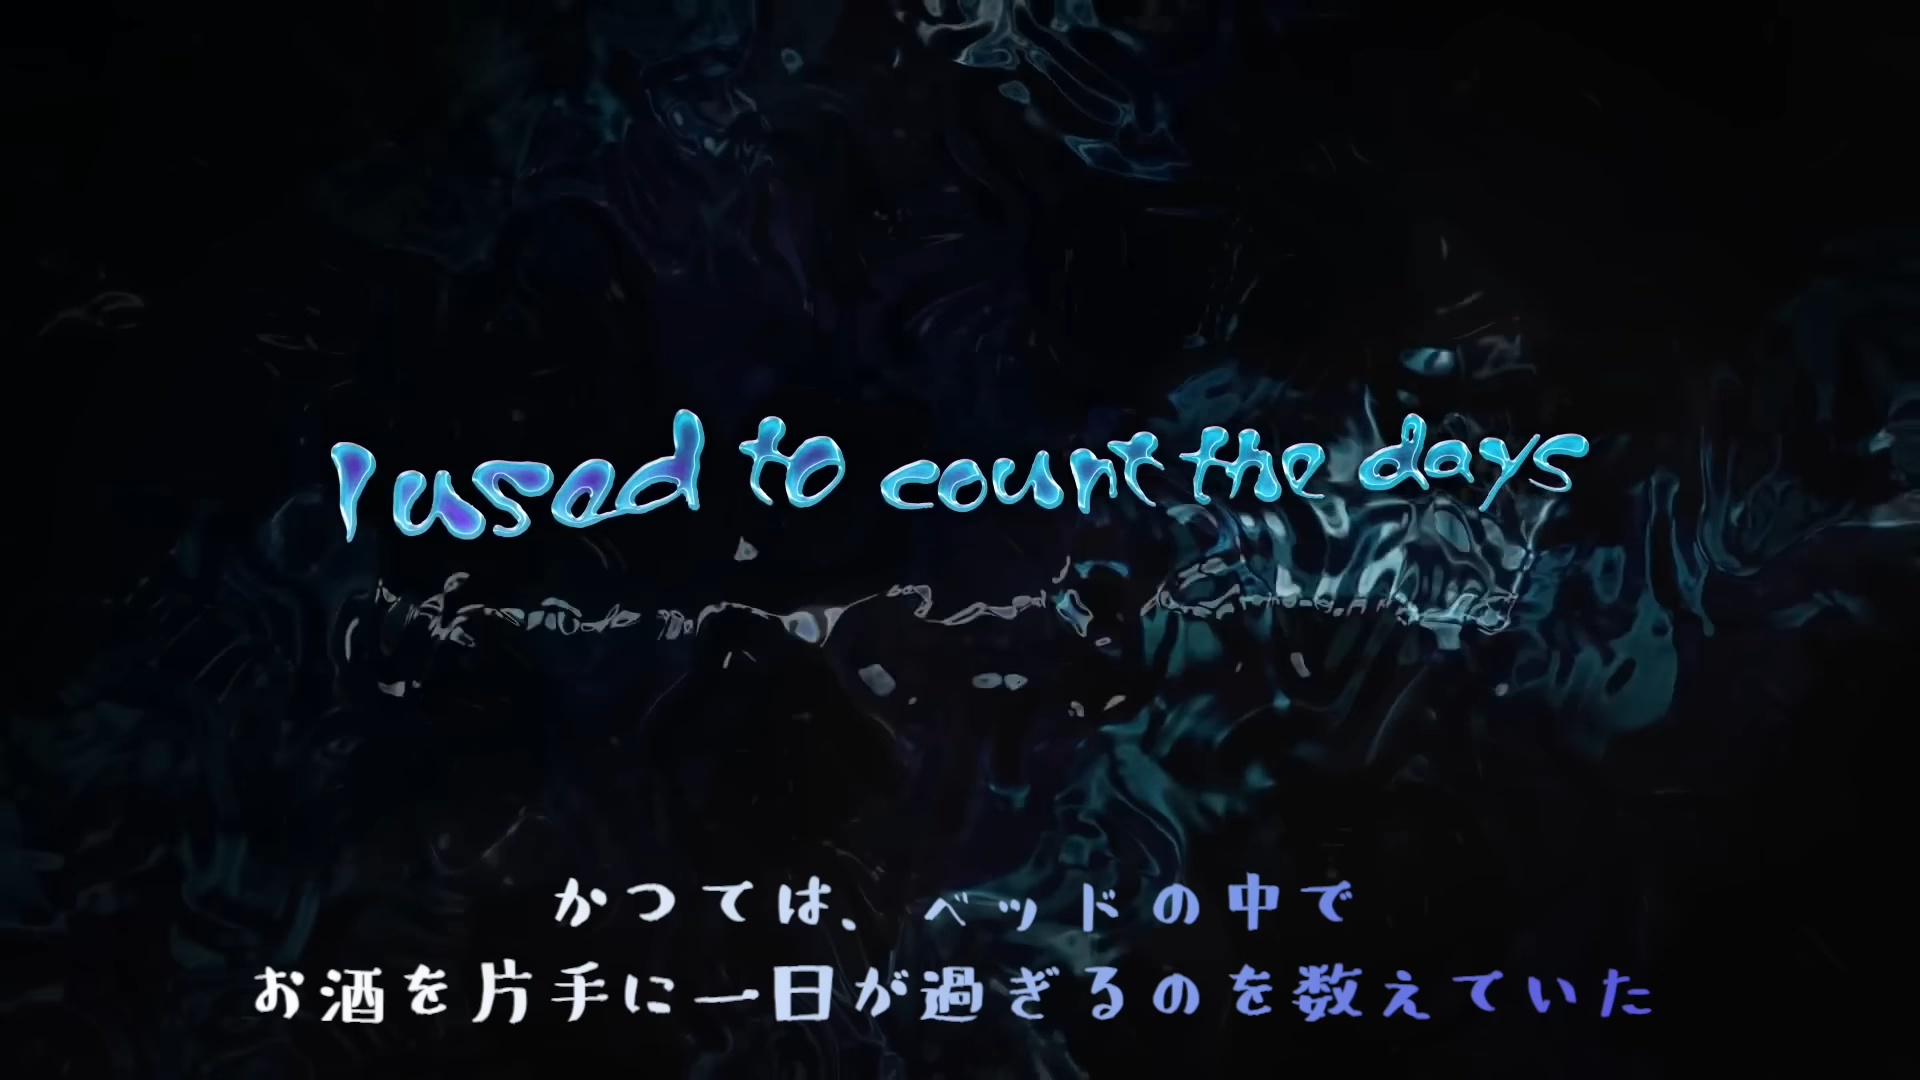 I used to count the days
かつては、ベッドの中で
お酒を片手に一日が過ぎるのを数えていた